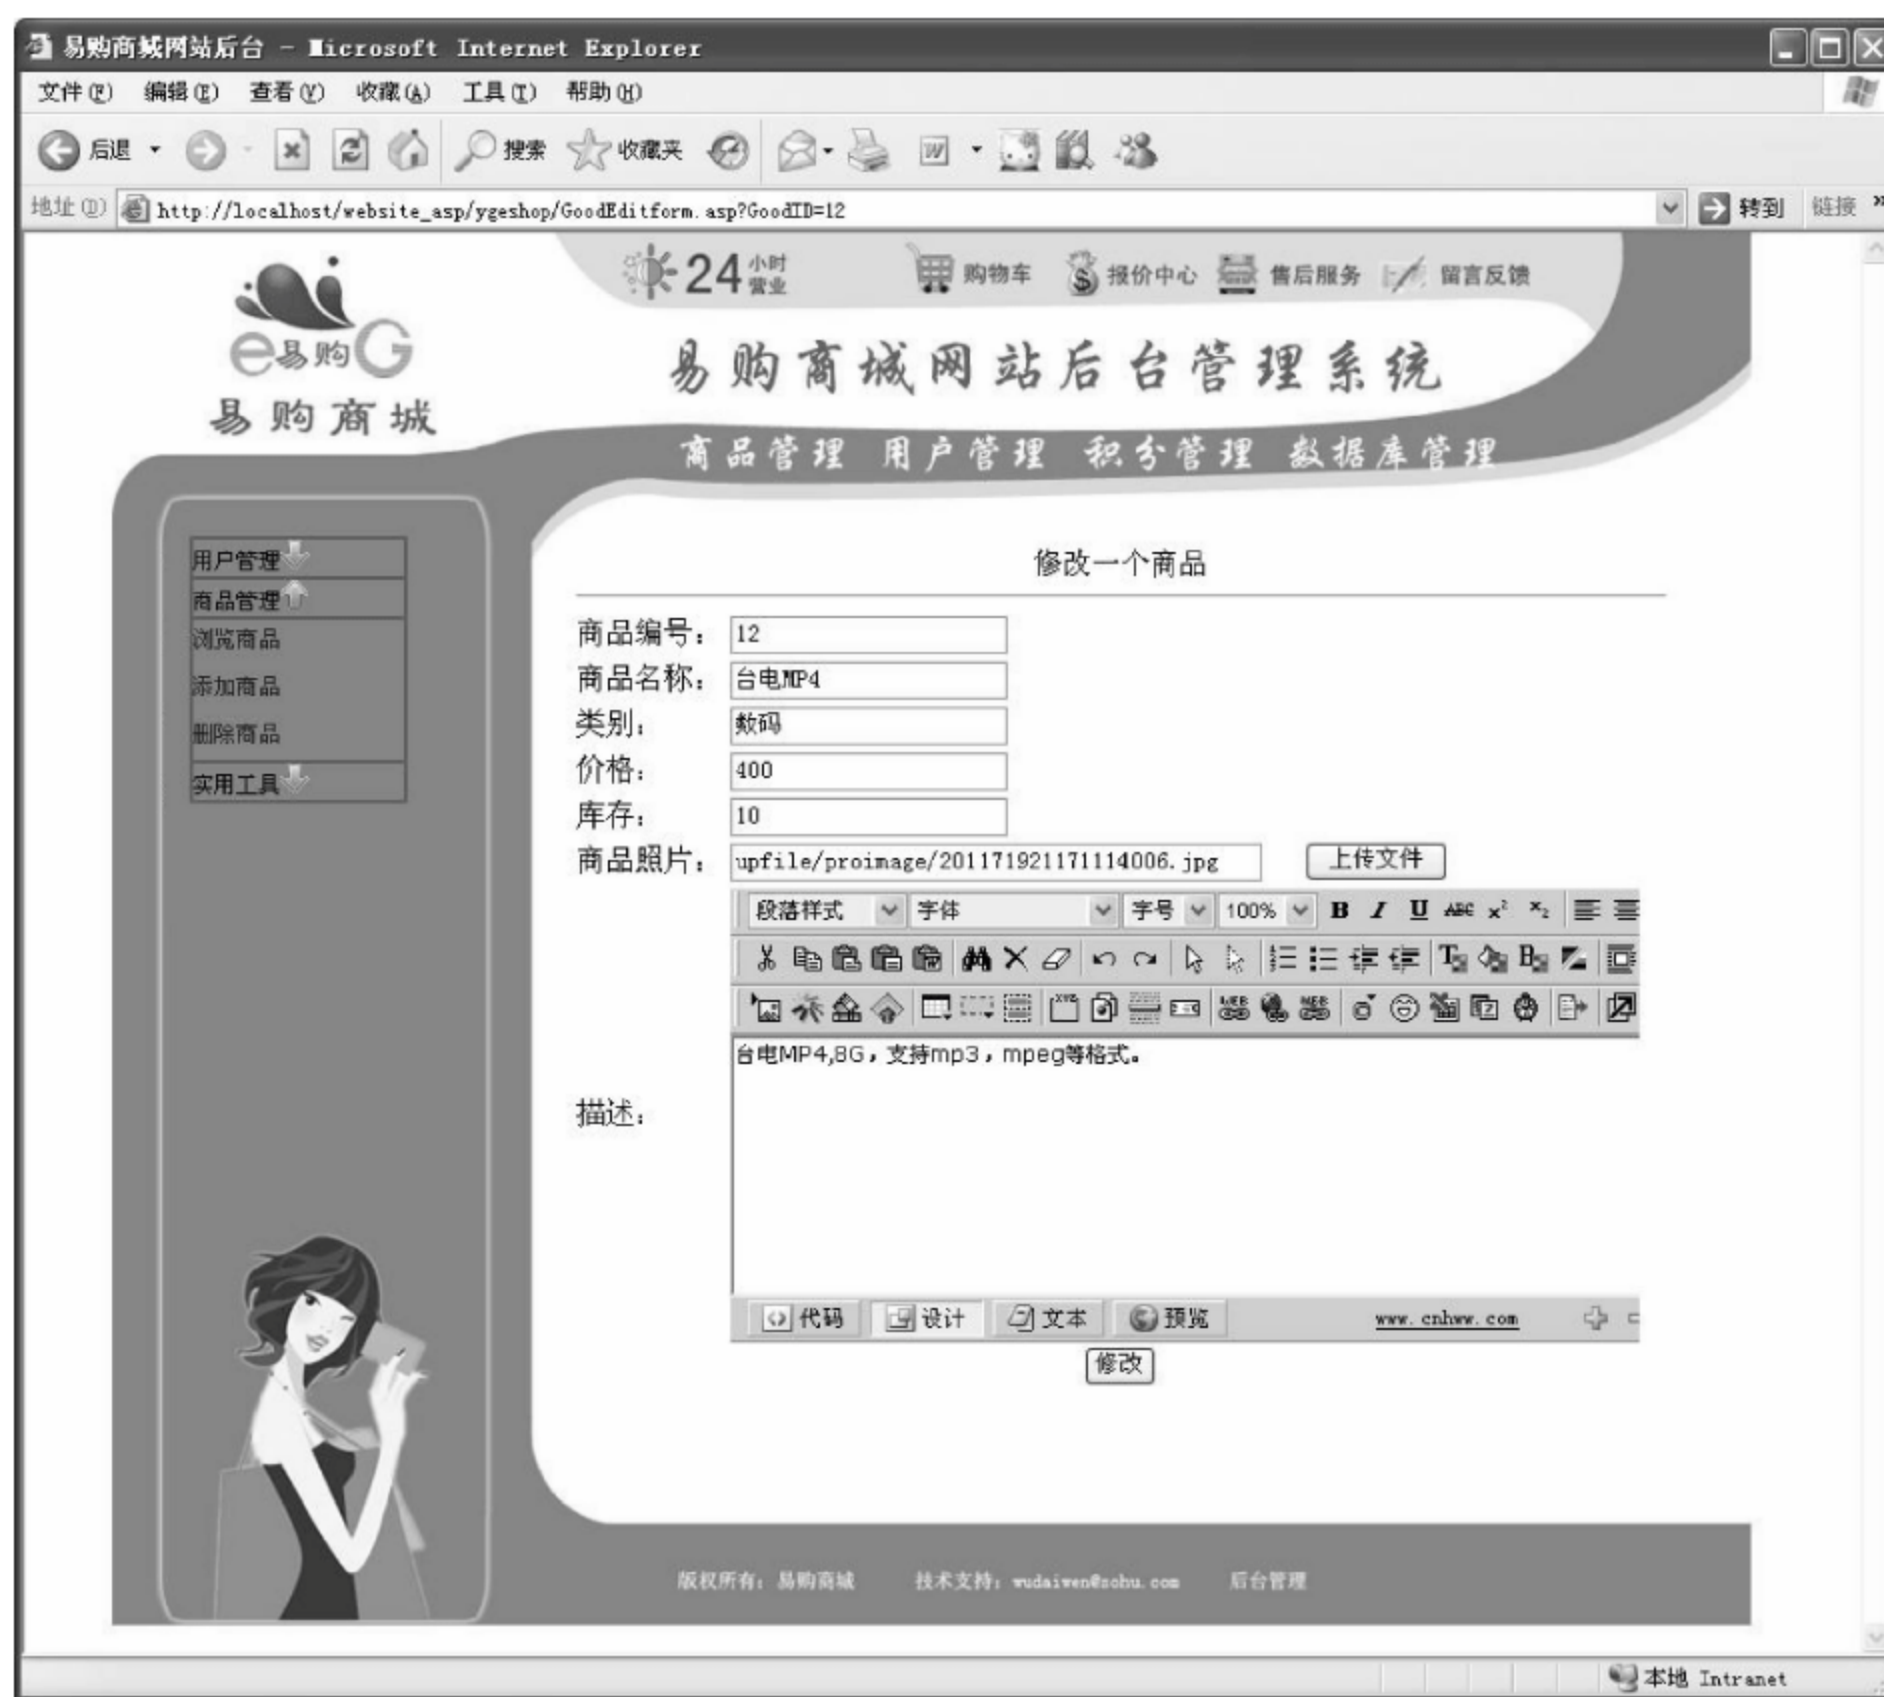 易购商城网站后台 - Microsoft Internet Explorer
文件(F) 编辑(E) 查看(V) 收藏(A) 工具(T) 帮助(H)
后退 搜索 收藏夹
地址(D) http://localhost/website_asp/ygeshop/GoodEditform.asp?GoodID=12 转到 链接 »
24小时营业 购物车 报价中心 售后服务 留言反馈
e易购G
易购商城网站后台管理系统
易购商城
商品管理 用户管理 积分管理 数据库管理
用户管理
商品管理
浏览商品
添加商品
删除商品
实用工具
修改一个商品
商品编号: 12
商品名称: 台电MP4
类别: 数码
价格: 400
库存: 10
商品照片: upfile/proimage/201171921171114006.jpg 上传文件
段落样式 字体 字号 100% B I U ABC x² x₂
描述:
台电MP4,8G，支持mp3，mpeg等格式。
代码 设计 文本 预览 www.cnhww.com
修改
版权所有: 易购商城 技术支持: wudaiwen@sohu.com 后台管理
本地 Intranet